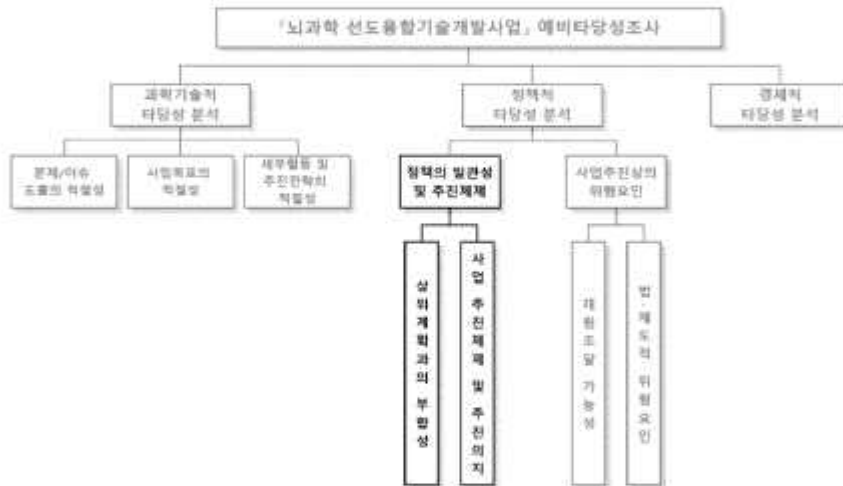 「뇌과학 선도융합기술개발사업」 예비타당성조사
과학기술적
타당성 분석
정책적
타당성 분석
경제적
타당성 분석
문제/이슈
도출의 적절성
사업목표의
적절성
세부활동 및
추진전략의
적절성
정책의 일관성
및 추진체제
사업추진상의
위험요인
상위계획과의 부합성
사업 추진체제 및 추진의지
재원조달 가능성
법·제도적 위험요인